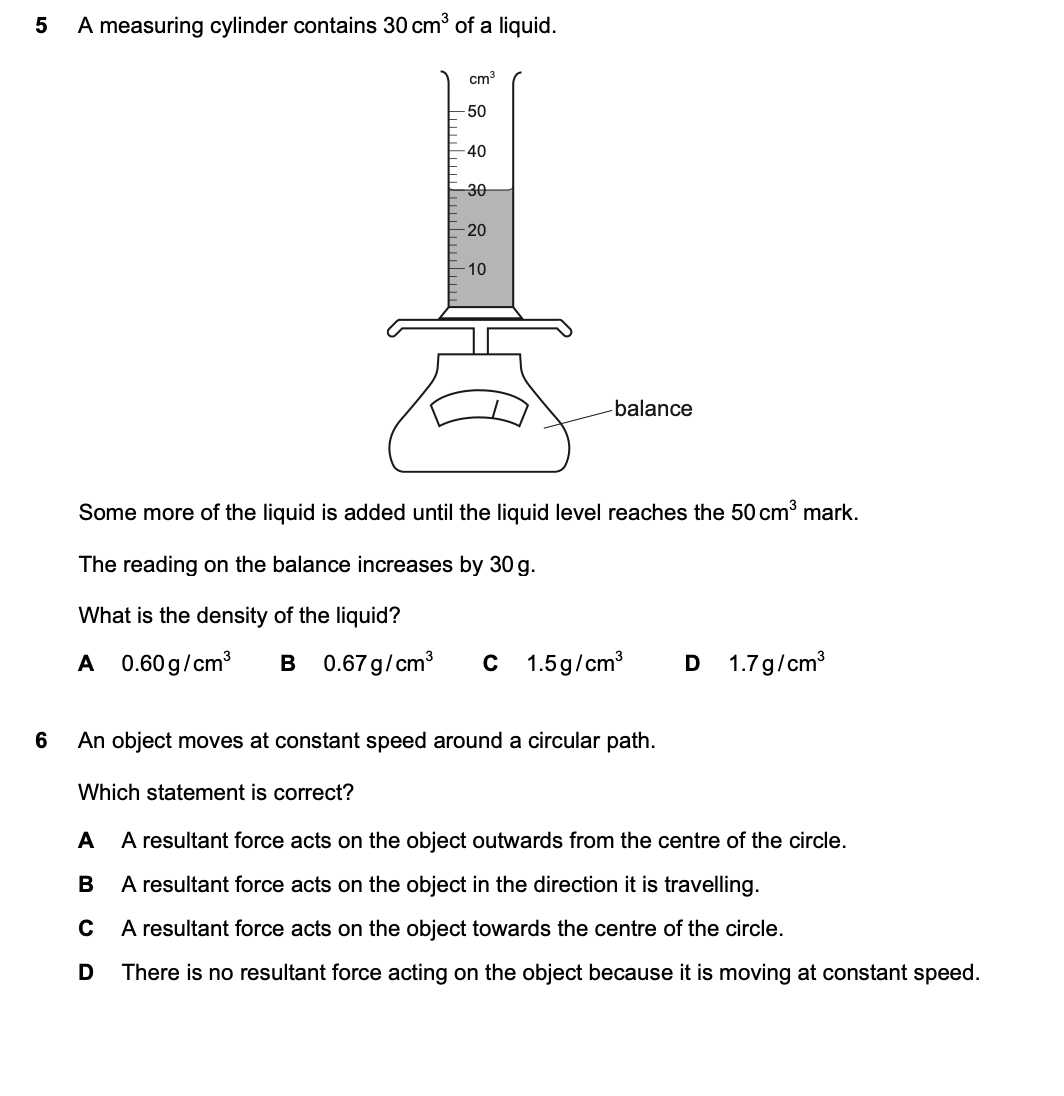 5 A measuring cylinder contains 30 cm³ of a liquid.
cm³
50
40
30
20
10
balance
Some more of the liquid is added until the liquid level reaches the 50 cm³ mark.
The reading on the balance increases by 30 g.
What is the density of the liquid?
A 0.60 g / cm³ B 0.67 g / cm³ C 1.5 g / cm³ D 1.7 g / cm³
6 An object moves at constant speed around a circular path.
Which statement is correct?
A A resultant force acts on the object outwards from the centre of the circle.
B A resultant force acts on the object in the direction it is travelling.
C A resultant force acts on the object towards the centre of the circle.
D There is no resultant force acting on the object because it is moving at constant speed.